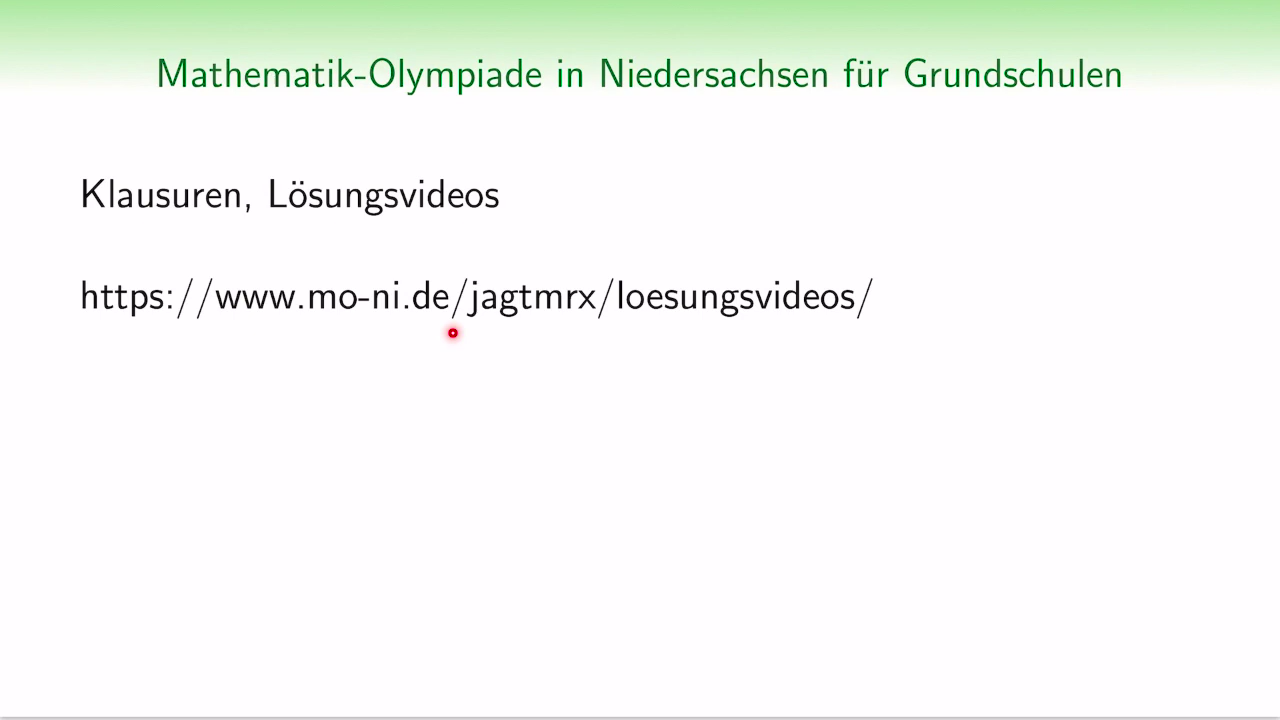 Mathematik-Olympiade in Niedersachsen für Grundschulen
Klausuren, Lösungsvideos
https://www.mo-ni.de/jagtmrx/loesungsvideos/